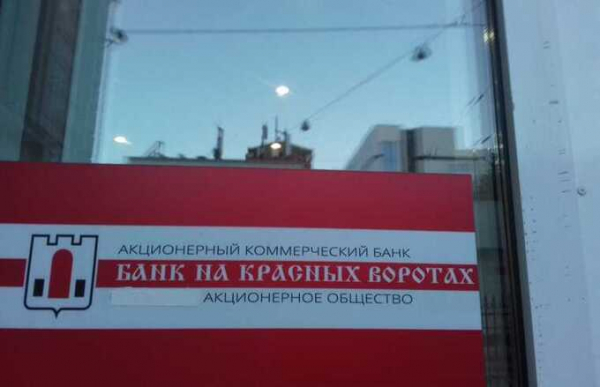 АКЦИОНЕРНЫЙ КОММЕРЧЕСКИЙ БАНК
БАНК НА КРАСНЫХ ВОРОТАХ
АКЦИОНЕРНОЕ ОБЩЕСТВО